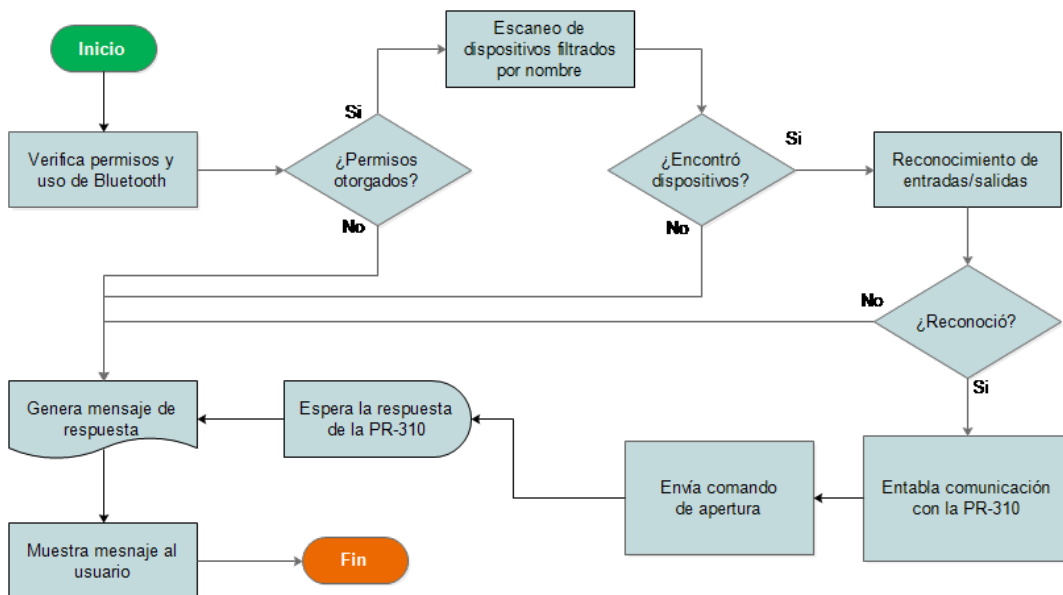 Inicio
Escaneo de
dispositivos filtrados
por nombre
Si
Verifica permisos y
uso de Bluetooth
¿Permisos
otorgados?
No
¿Encontró
dispositivos?
Si
No
Reconocimiento de
entradas/salidas
No
¿Reconoció?
Si
Genera mensaje de
respuesta
Espera la respuesta
de la PR-310
Envía comando
de apertura
Entabla comunicación
con la PR-310
Muestra mesnaje al
usuario
Fin